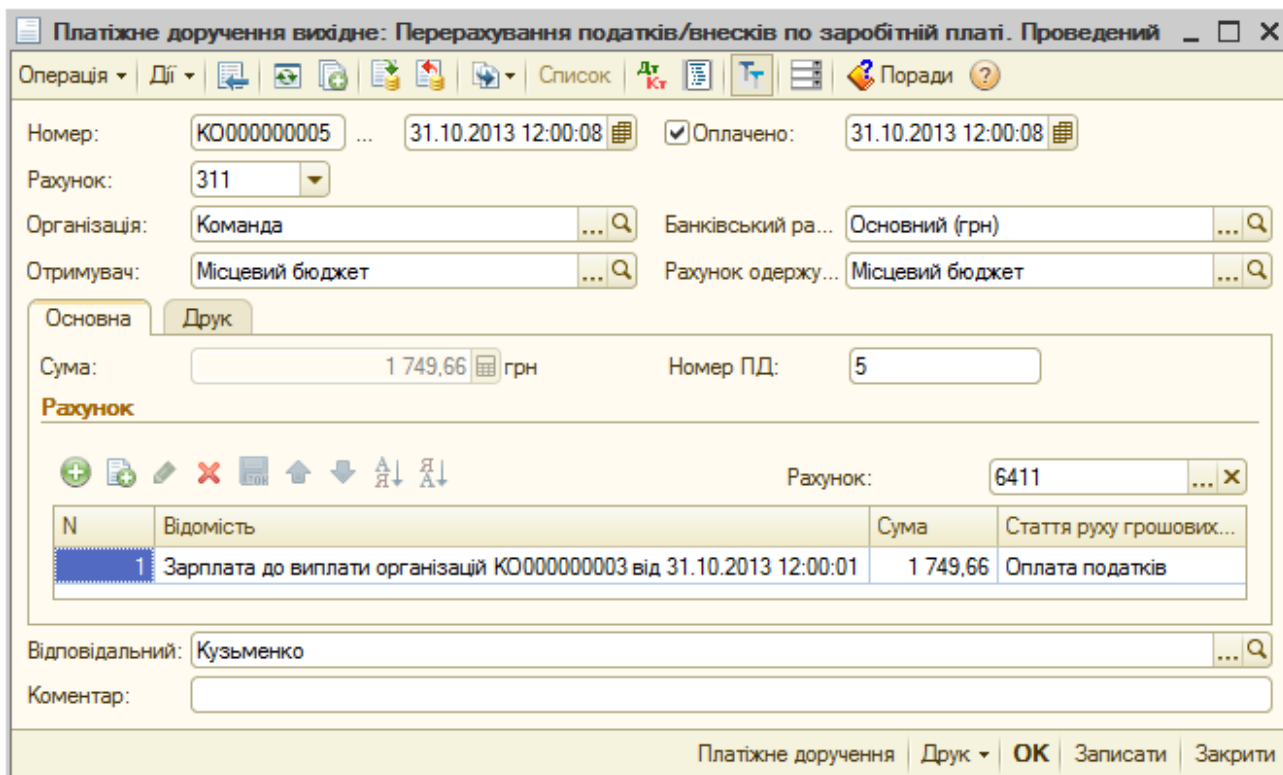 Платіжне доручення вихідне: Перерахування податків/внесків по заробітній платі. Проведений
Операція Дії Список Дт Кт Тт Поради ?
Номер: КО000000005 ... 31.10.2013 12:00:08 Оплачено: 31.10.2013 12:00:08
Рахунок: 311
Організація: Команда ... Банківський ра... Основний (грн) ...
Отримувач: Місцевий бюджет ... Рахунок одержу... Місцевий бюджет ...
Основна Друк
Сума: 1 749,66 грн Номер ПД: 5
Рахунок
А Я Я А Рахунок: 6411 ...
N Відомість Сума Стаття руху грошових...
1 Зарплата до виплати організацій КО000000003 від 31.10.2013 12:00:01 1 749,66 Оплата податків
Відповідальний: Кузьменко ...
Коментар:
Платіжне доручення Друк ОК Записати Закрити